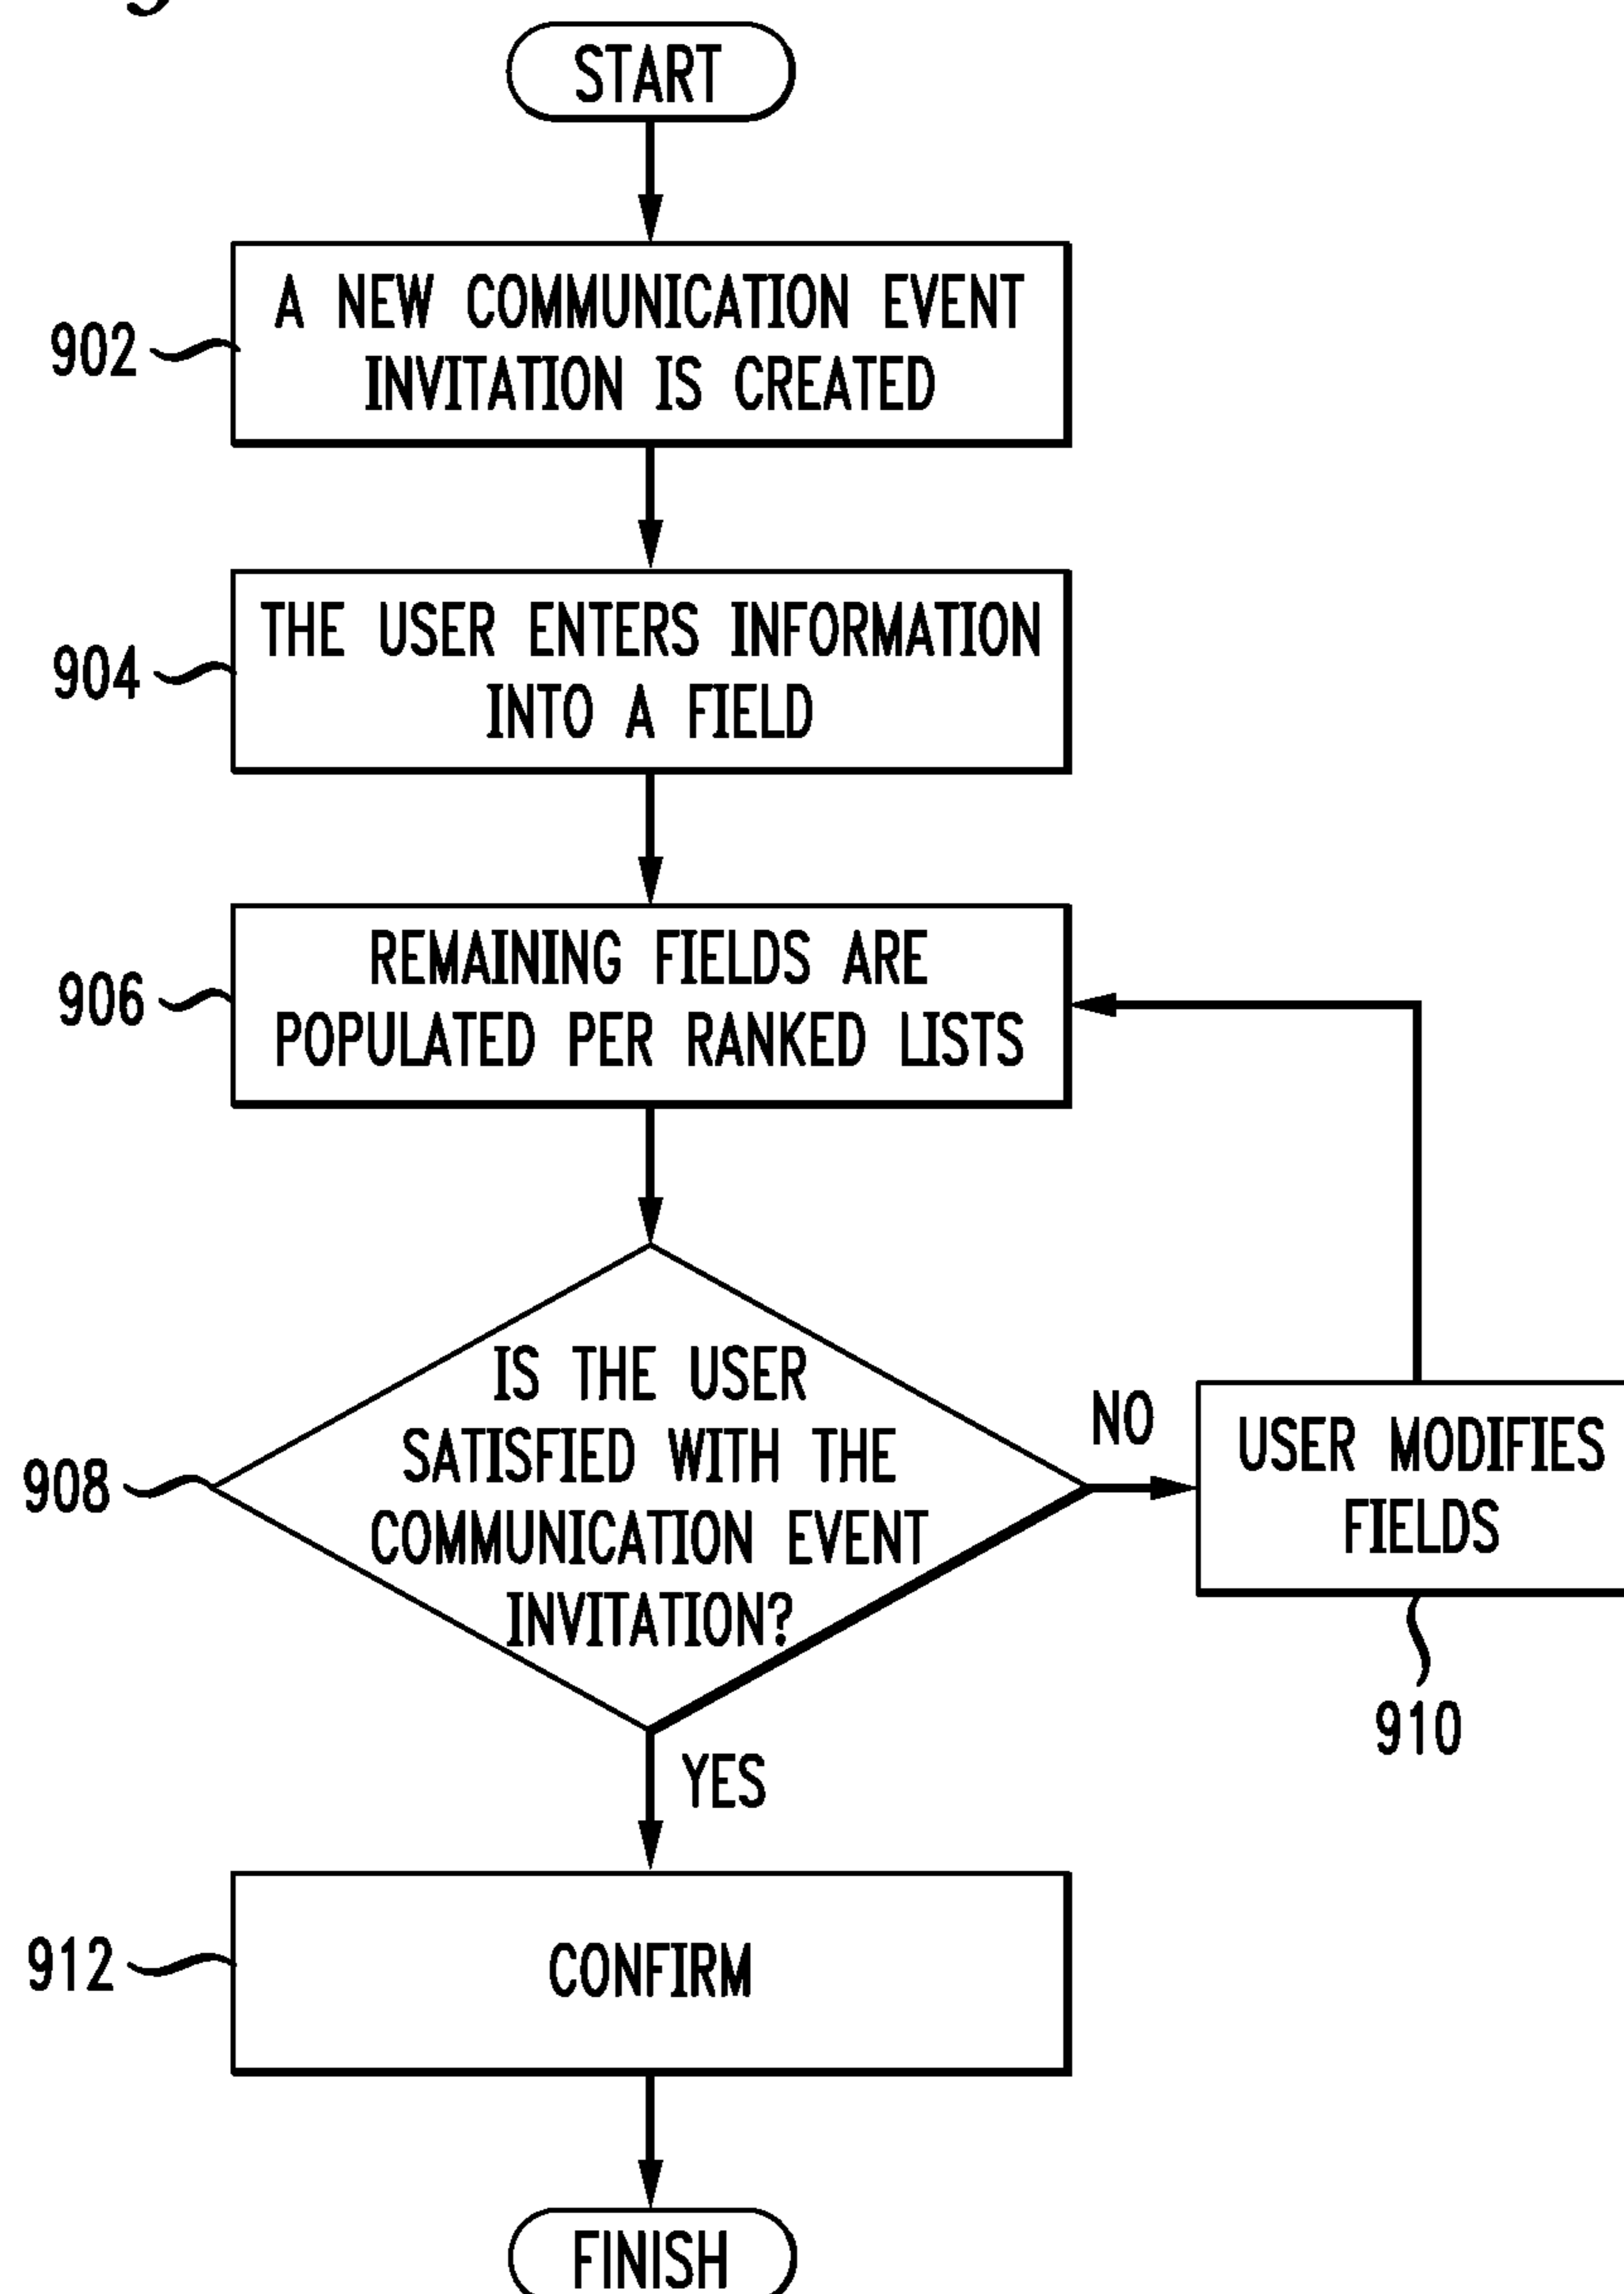 START
A NEW COMMUNICATION EVENT
INVITATION IS CREATED
902
THE USER ENTERS INFORMATION
INTO A FIELD
904
REMAINING FIELDS ARE
POPULATED PER RANKED LISTS
906
IS THE USER
SATISFIED WITH THE
COMMUNICATION EVENT
INVITATION?
908
NO
USER MODIFIES
FIELDS
910
YES
CONFIRM
912
FINISH